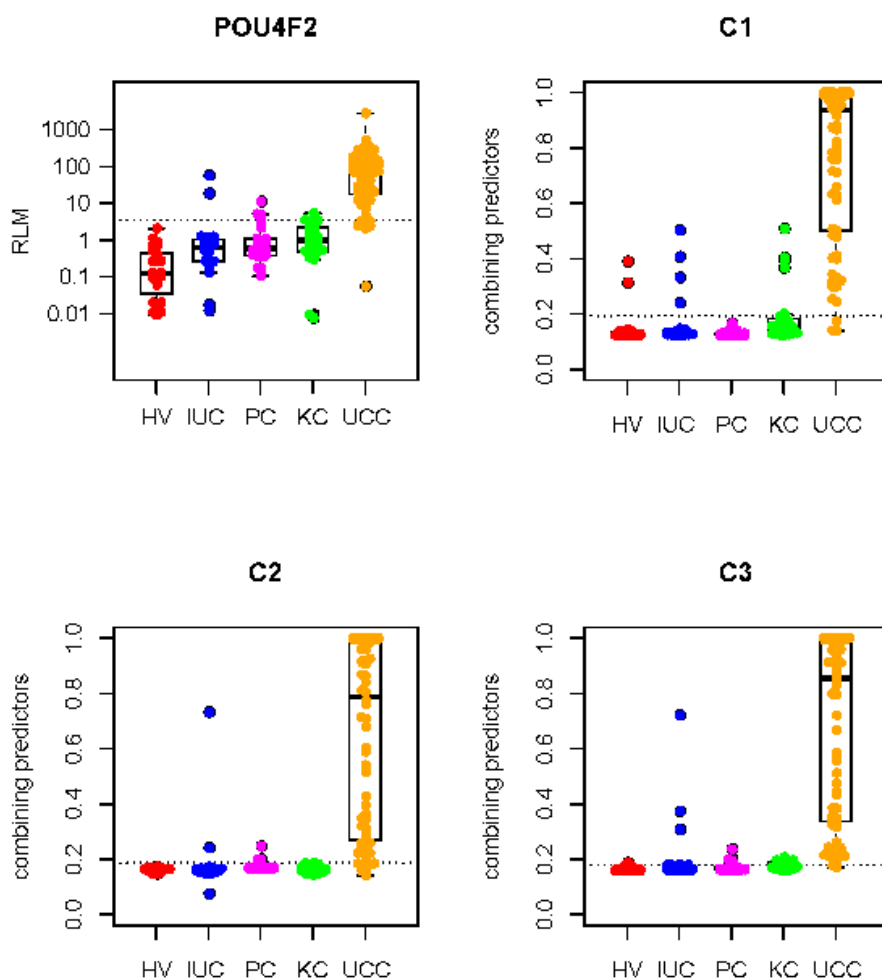 POU4F2
RLM
1000
100
10
1
0.1
0.01
HV IUC PC KC UCC
C1
combining predictors
1.0
0.8
0.6
0.4
0.2
0.0
HV IUC PC KC UCC
C2
combining predictors
1.0
0.8
0.6
0.4
0.2
0.0
HV IUC PC KC UCC
C3
combining predictors
1.0
0.8
0.6
0.4
0.2
0.0
HV IUC PC KC UCC